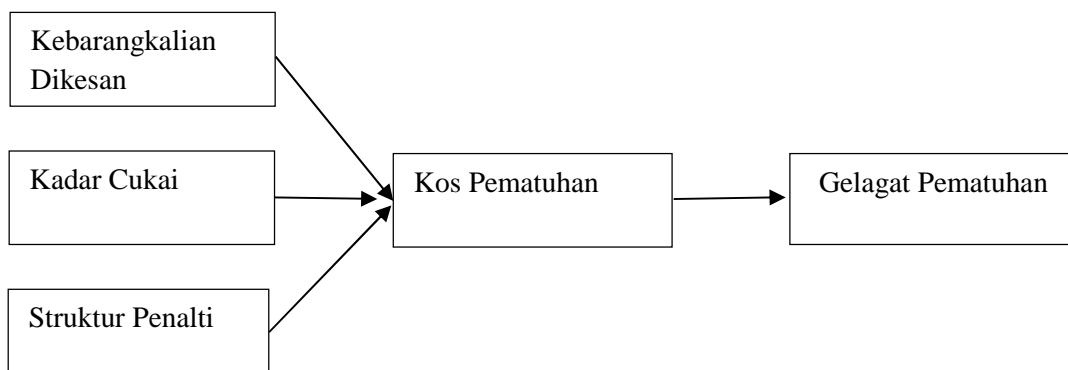 Kebarangkalian
Dikesan
Kadar Cukai
Kos Pematuhan
Gelagat Pematuhan
Struktur Penalti